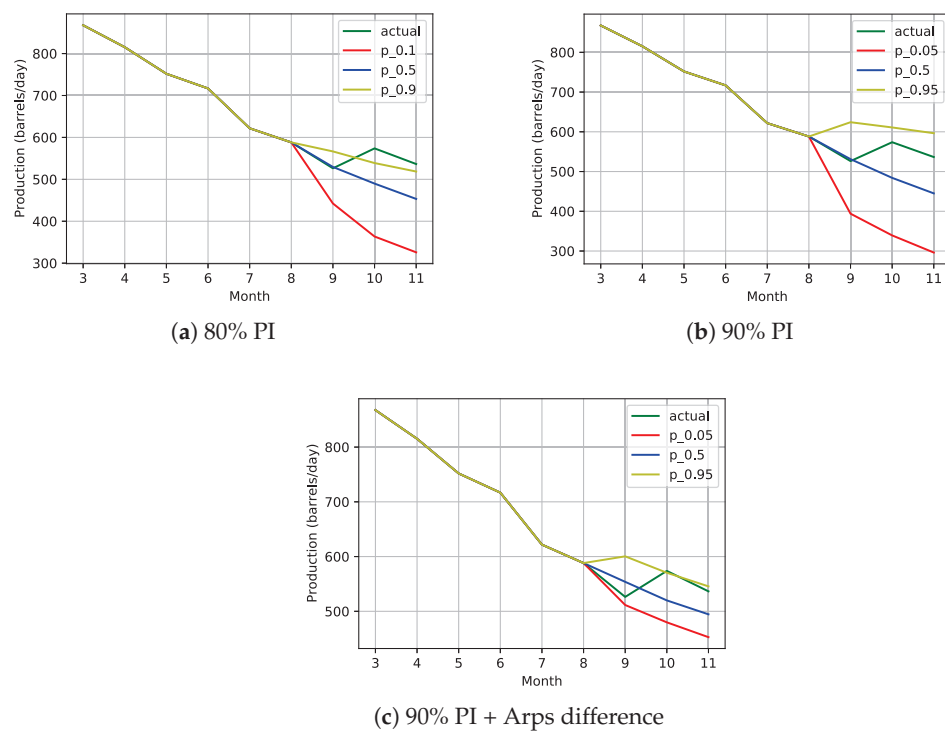 actual
p_0.1
p_0.5
p_0.9
Production (barrels/day)
800
700
600
500
400
300
3 4 5 6 7 8 9 10 11
Month
(a) 80% PI
actual
p_0.05
p_0.5
p_0.95
Production (barrels/day)
800
700
600
500
400
300
3 4 5 6 7 8 9 10 11
Month
(b) 90% PI
actual
p_0.05
p_0.5
p_0.95
Production (barrels/day)
800
700
600
500
3 4 5 6 7 8 9 10 11
Month
(c) 90% PI + Arps difference